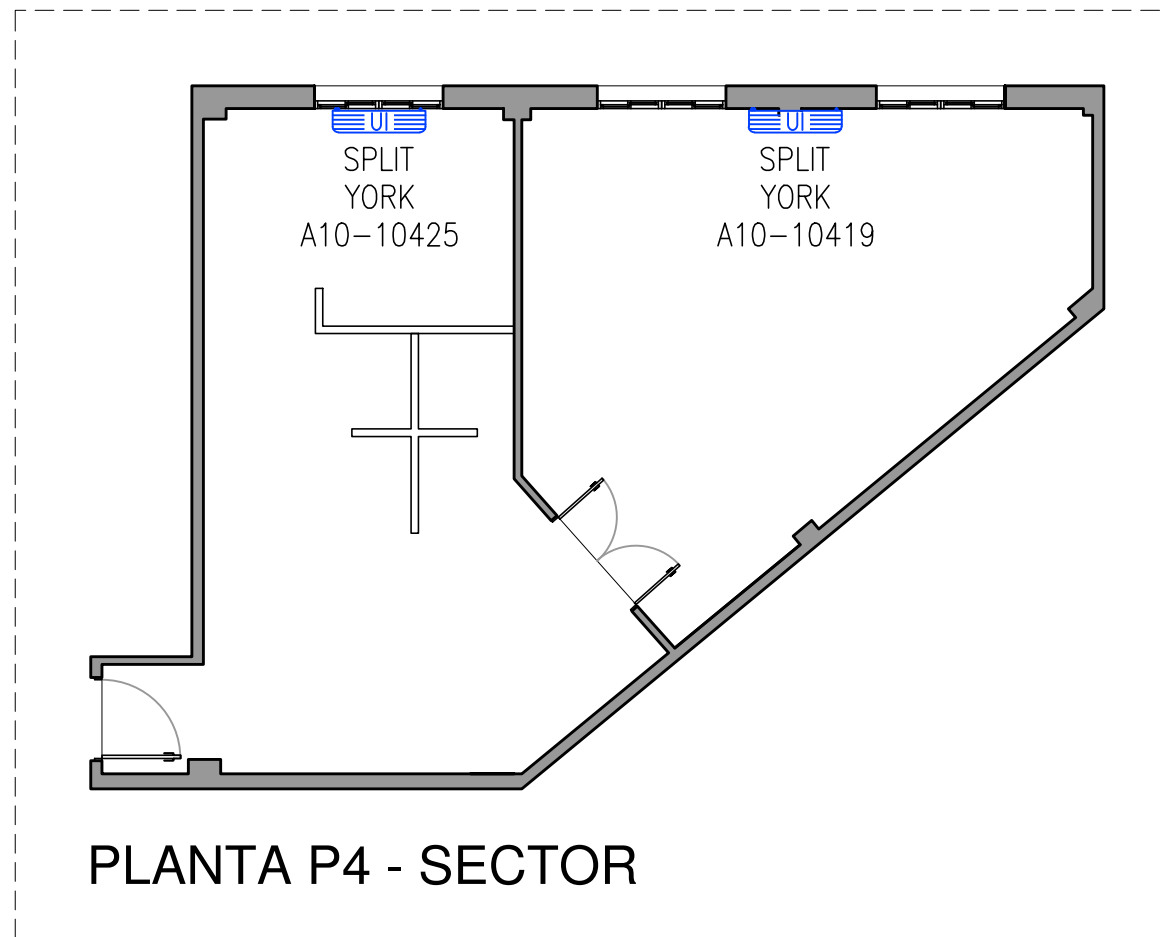 UI
SPLIT
YORK
A10-10425
UI
SPLIT
YORK
A10-10419
PLANTA P4 - SECTOR